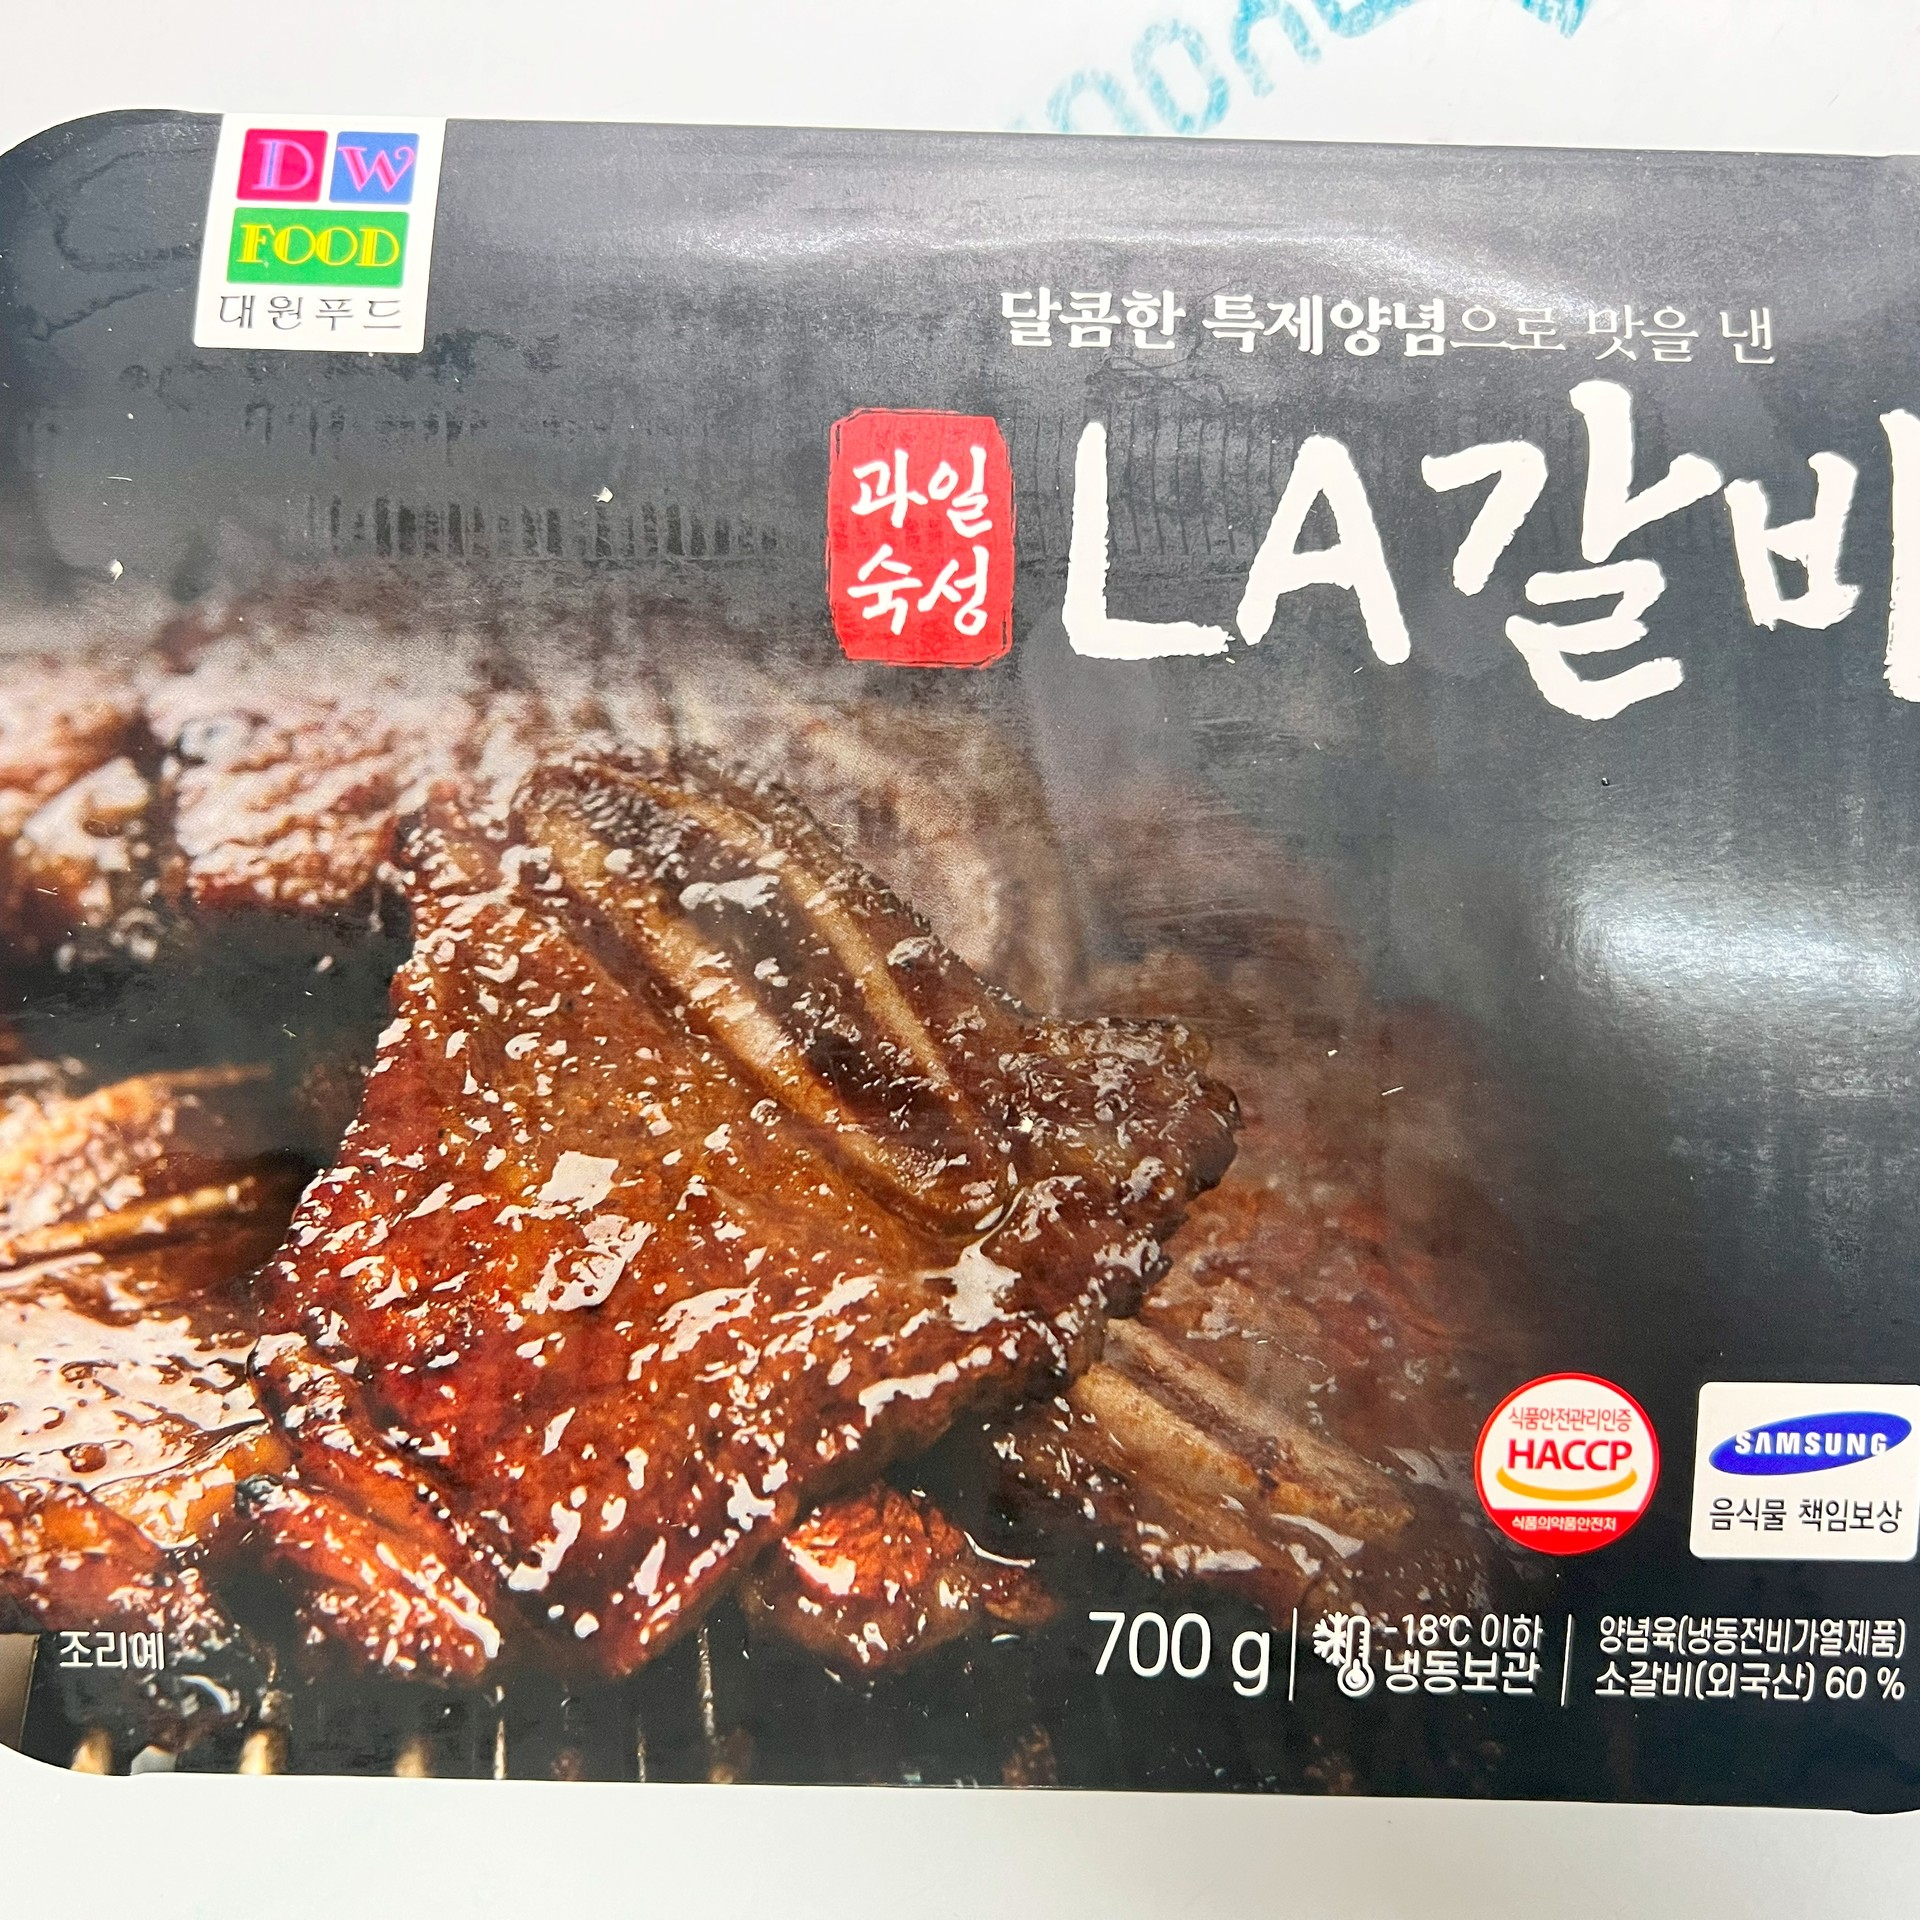 D W
FOOD
대원푸드
달콤한 특제양념으로 맛을 낸
과일
숙성
LA갈비
식품안전관리인증
HACCP
식품의약품안전처
SAMSUNG
음식물 책임보상
조리예
700 g
-18℃ 이하
냉동보관
양념육(냉동전비가열제품)
소갈비(외국산) 60 %